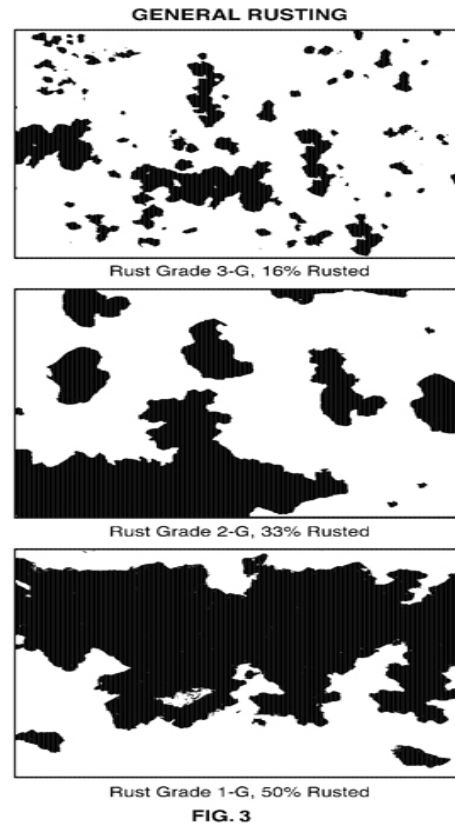 GENERAL RUSTING
Rust Grade 3-G, 16% Rusted
Rust Grade 2-G, 33% Rusted
Rust Grade 1-G, 50% Rusted
FIG. 3